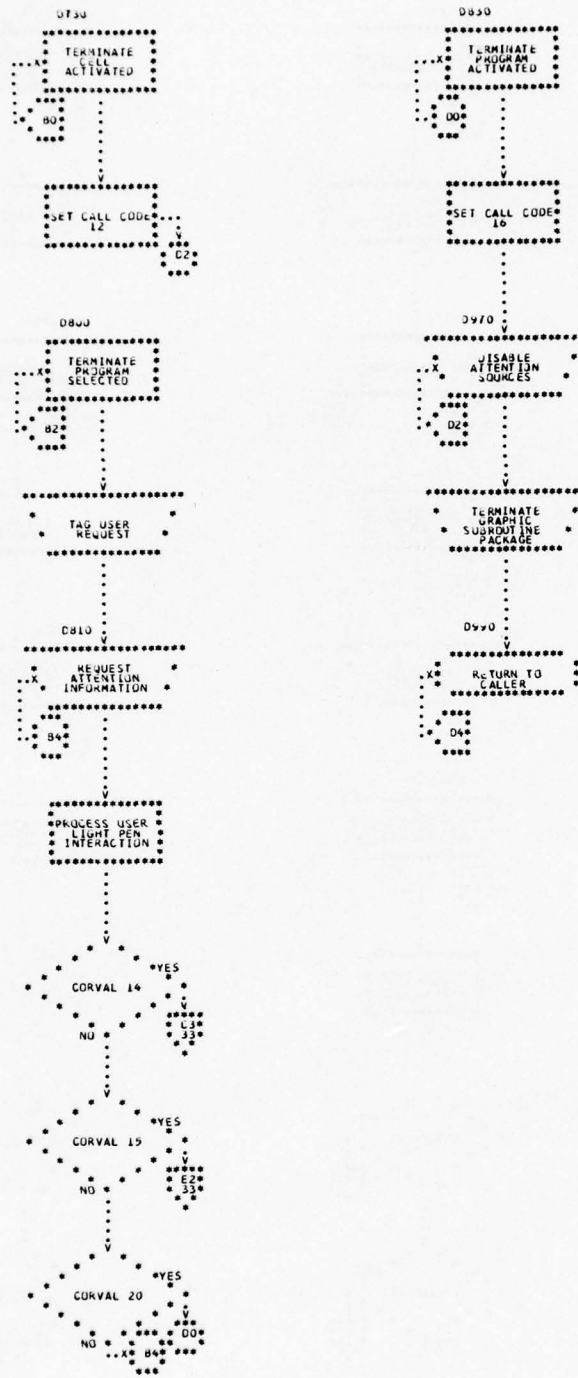 D730
TERMINATE
CELL
ACTIVATED
X
B0
SET CALL CODE
12
D2
D800
TERMINATE
PROGRAM
SELECTED
X
B2
TAG USER
REQUEST
D810
REQUEST
ATTENTION
INFORMATION
X
B4
PROCESS USER
LIGHT PEN
INTERACTION
YES
CORVAL 14
C3
33
NO
YES
CORVAL 15
E2
33
NO
YES
CORVAL 20
D0
NO
X
B4
D830
TERMINATE
PROGRAM
ACTIVATED
X
D0
SET CALL CODE
16
D970
DISABLE
ATTENTION
SOURCES
X
D2
TERMINATE
GRAPHIC
SUBROUTINE
PACKAGE
D990
RETURN TO
CALLER
X
D4